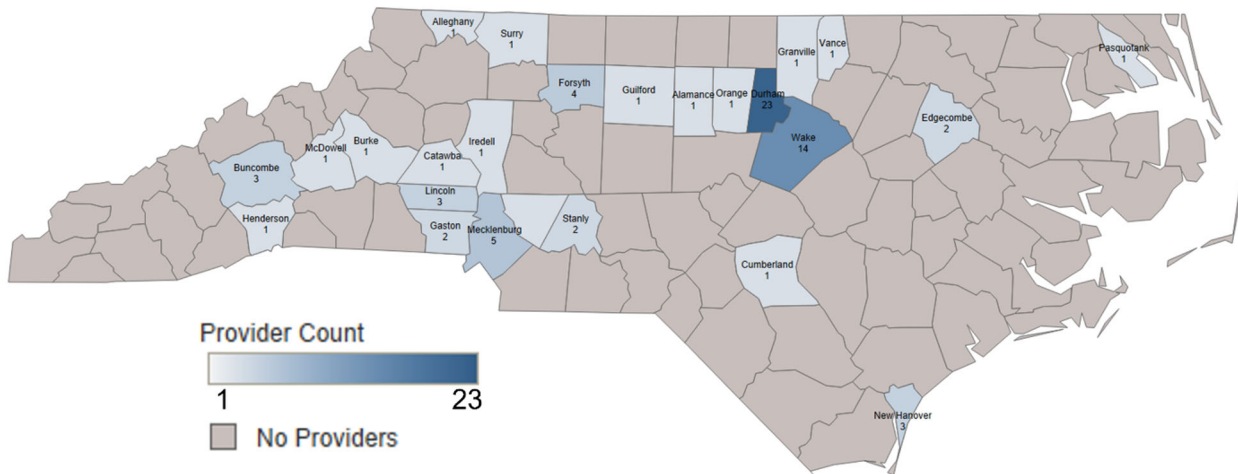 Alleghany
1
Surry
1
Granville
1
Vance
1
Pasquotank
1
Forsyth
4
Guilford
1
Alamance
1
Orange
1
Durham
23
Edgecombe
2
Wake
14
Iredell
1
Burke
1
McDowell
1
Catawba
1
Buncombe
3
Lincoln
3
Henderson
1
Gaston
2
Mecklenburg
5
Stanly
2
Cumberland
1
New Hanover
3
Provider Count
1 23
No Providers